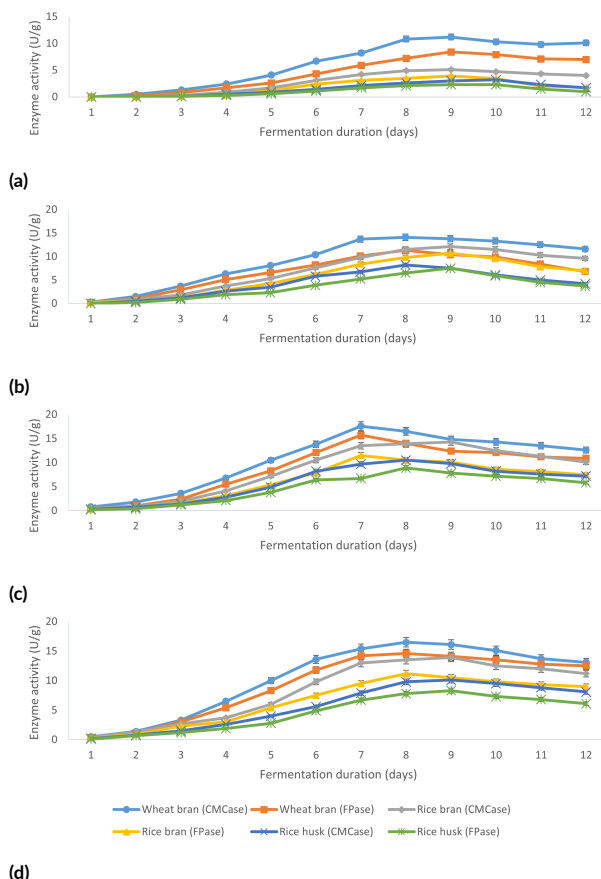 15
10
5
0
Enzyme activity (U/g)
1 2 3 4 5 6 7 8 9 10 11 12
Fermentation duration (days)
(a)
20
15
10
5
0
Enzyme activity (U/g)
1 2 3 4 5 6 7 8 9 10 11 12
Fermentation duration (days)
(b)
20
15
10
5
0
Enzyme activity (U/g)
1 2 3 4 5 6 7 8 9 10 11 12
Fermentation duration (days)
(c)
20
15
10
5
0
Enzyme activity (U/g)
1 2 3 4 5 6 7 8 9 10 11 12
Fermentation duration (days)
Wheat bran (CMCase) Wheat bran (FPase) Rice bran (CMCase)
Rice bran (FPase) Rice husk (CMCase) Rice husk (FPase)
(d)